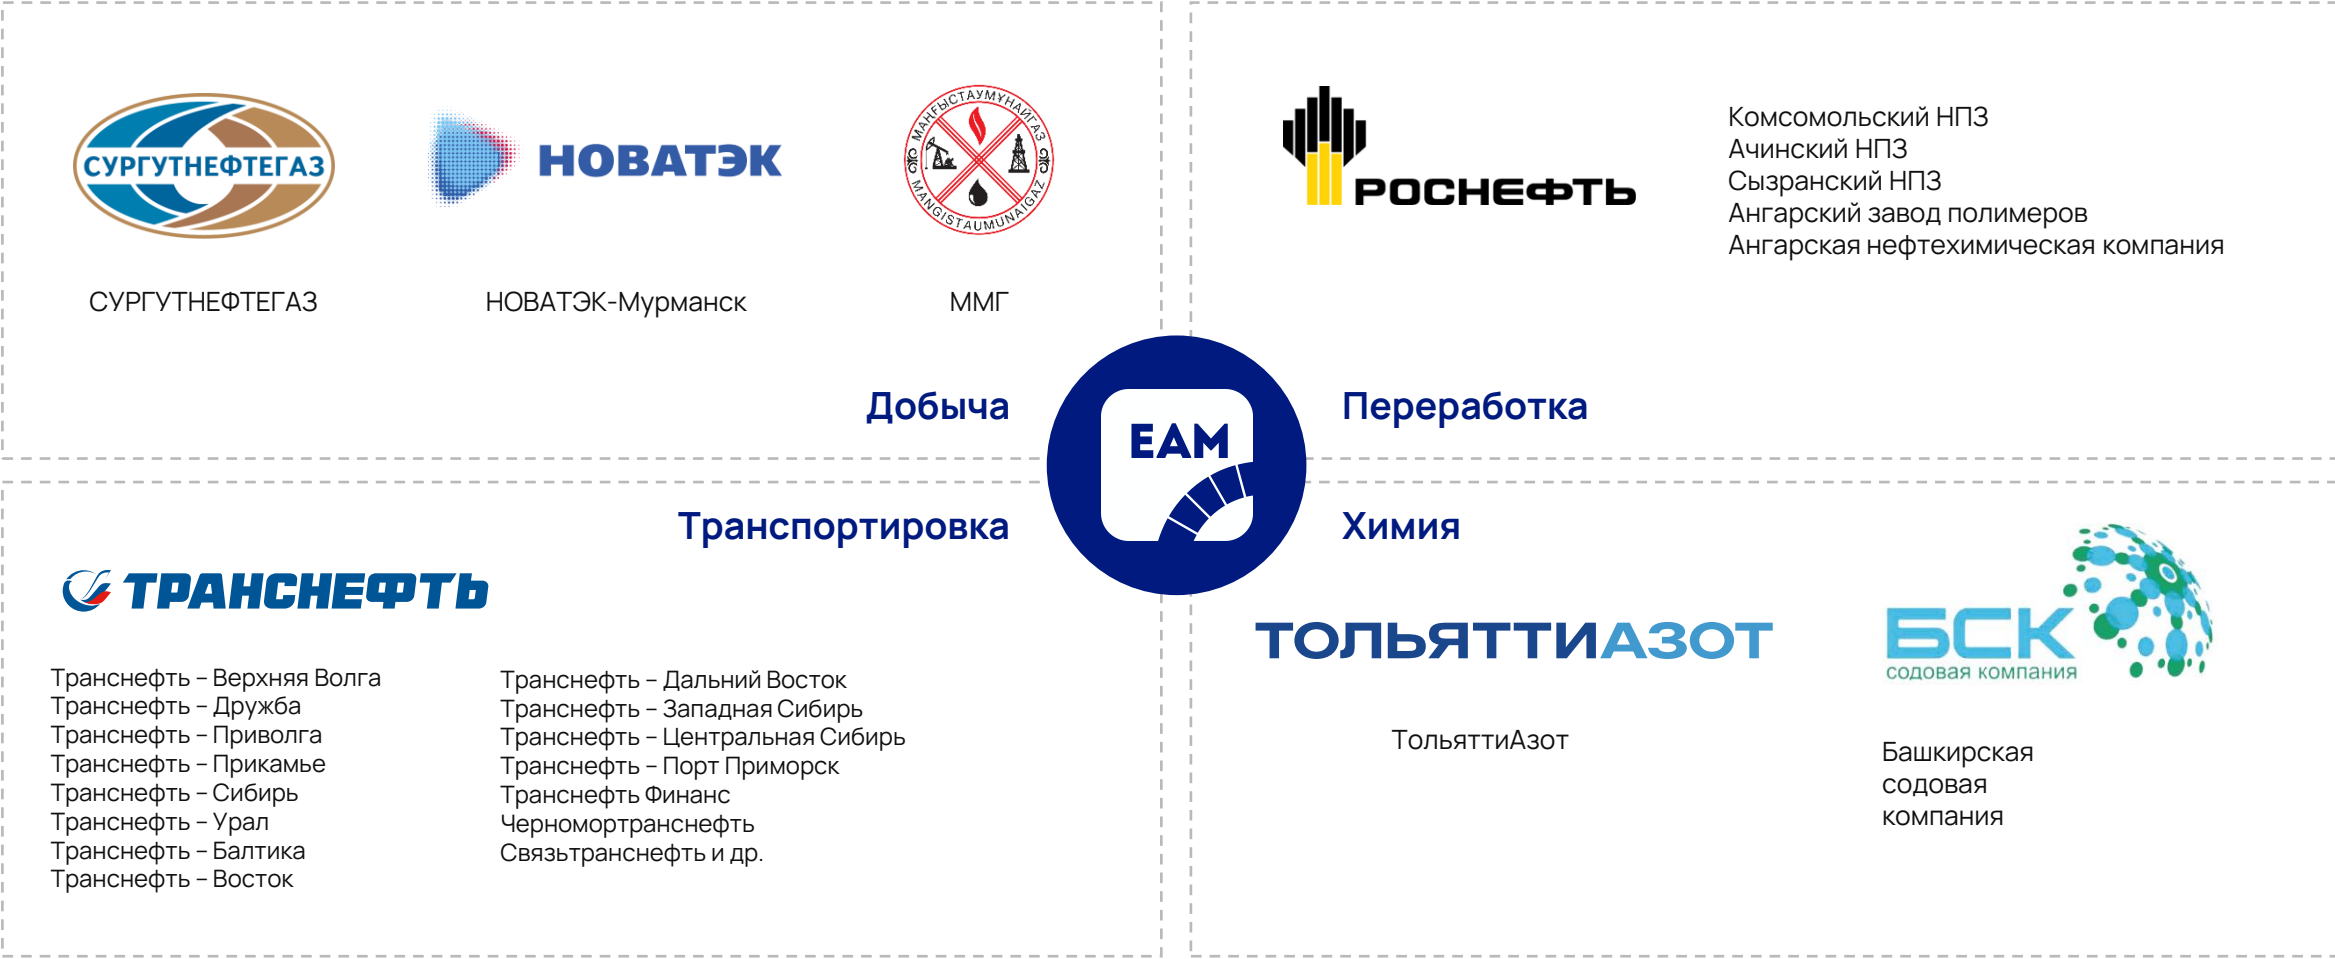 СУРГУТНЕФТЕГАЗ
НОВАТЭК
МАҢҒЫСТАУМҰНАЙГАЗ
MANGISTAUMUNAIGAZ
СУРГУТНЕФТЕГАЗ
НОВАТЭК-Мурманск
ММГ
Добыча
РОСНЕФТЬ
Комсомольский НПЗ
Ачинский НПЗ
Сызранский НПЗ
Ангарский завод полимеров
Ангарская нефтехимическая компания
Переработка
EAM
Транспортировка
ТРАНСНЕФТЬ
Транснефть – Верхняя Волга
Транснефть – Дружба
Транснефть – Приволга
Транснефть – Прикамье
Транснефть – Сибирь
Транснефть – Урал
Транснефть – Балтика
Транснефть – Восток
Транснефть – Дальний Восток
Транснефть – Западная Сибирь
Транснефть – Центральная Сибирь
Транснефть – Порт Приморск
Транснефть Финанс
Черномортранснефть
Связьтранснефть и др.
Химия
ТОЛЬЯТТИАЗОТ
ТольяттиАзот
БСК
содовая компания
Башкирская
содовая
компания